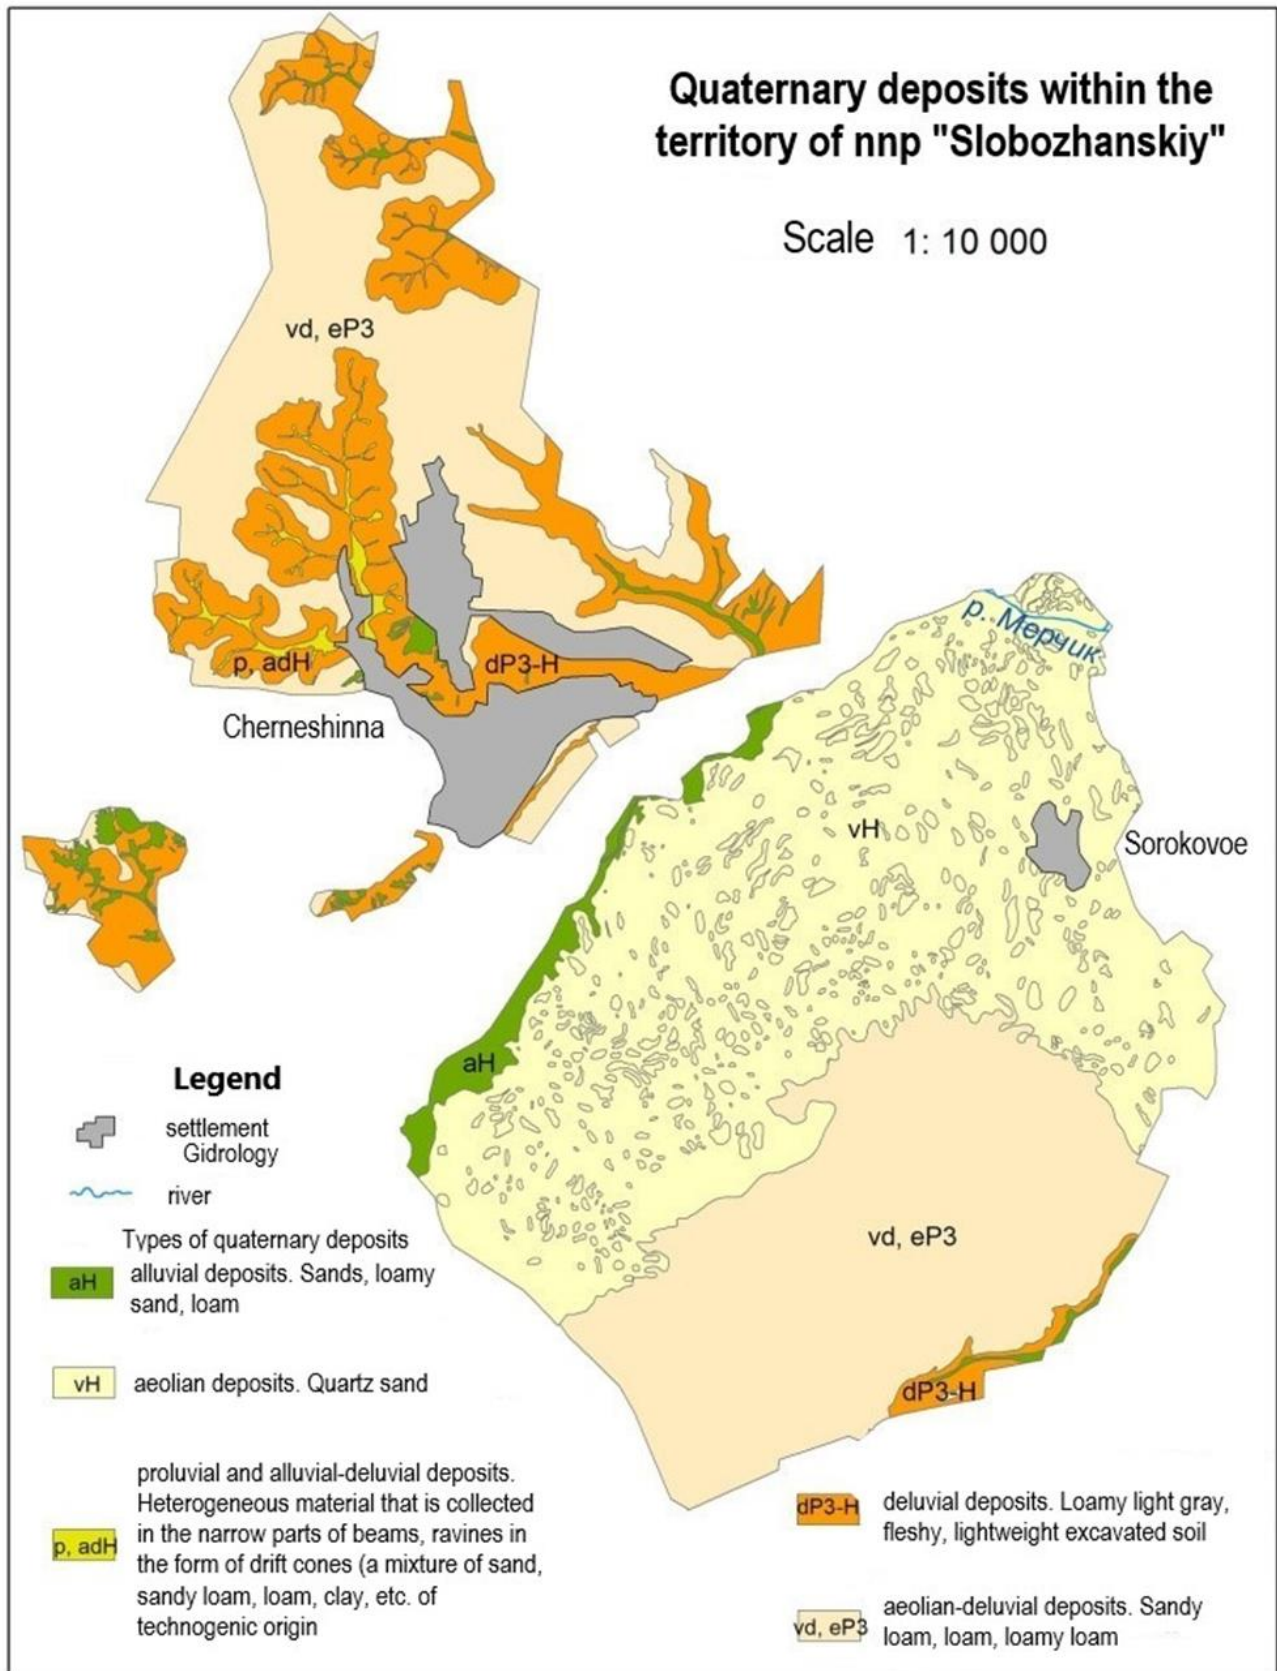 Quaternary deposits within the
territory of nnp "Slobozhanskiy"
Scale 1: 10 000
vd, eP3
р. Мерчик
p, adH
dP3-H
Cherneshinna
vH
Sorokovoe
aH
vd, eP3
dP3-H
Legend
settlement
Gidrology
river
Types of quaternary deposits
aH
alluvial deposits. Sands, loamy
sand, loam
vH
aeolian deposits. Quartz sand
p, adH
proluvial and alluvial-deluvial deposits.
Heterogeneous material that is collected
in the narrow parts of beams, ravines in
the form of drift cones (a mixture of sand,
sandy loam, loam, clay, etc. of
technogenic origin
dP3-H
deluvial deposits. Loamy light gray,
fleshy, lightweight excavated soil
vd, eP3
aeolian-deluvial deposits. Sandy
loam, loam, loamy loam